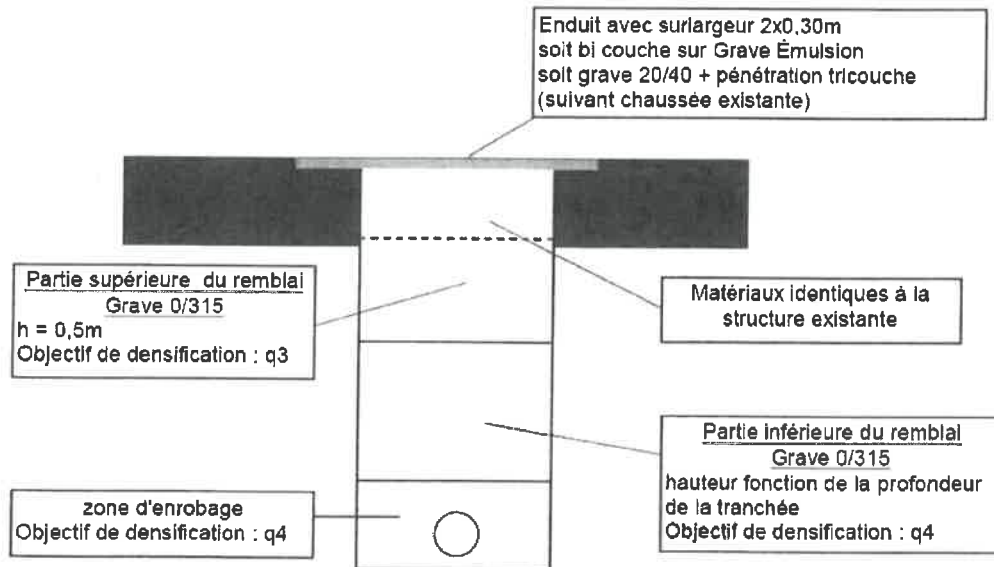 Enduit avec surlargeur 2x0,30m
soit bi couche sur Grave Émulsion
soit grave 20/40 + pénétration tricouche
(suivant chaussée existante)
Partie supérieure du remblai
Grave 0/315
h = 0,5m
Objectif de densification : q3
Matériaux identiques à la
structure existante
Partie inférieure du remblai
Grave 0/315
hauteur fonction de la profondeur
de la tranchée
Objectif de densification : q4
zone d'enrobage
Objectif de densification : q4